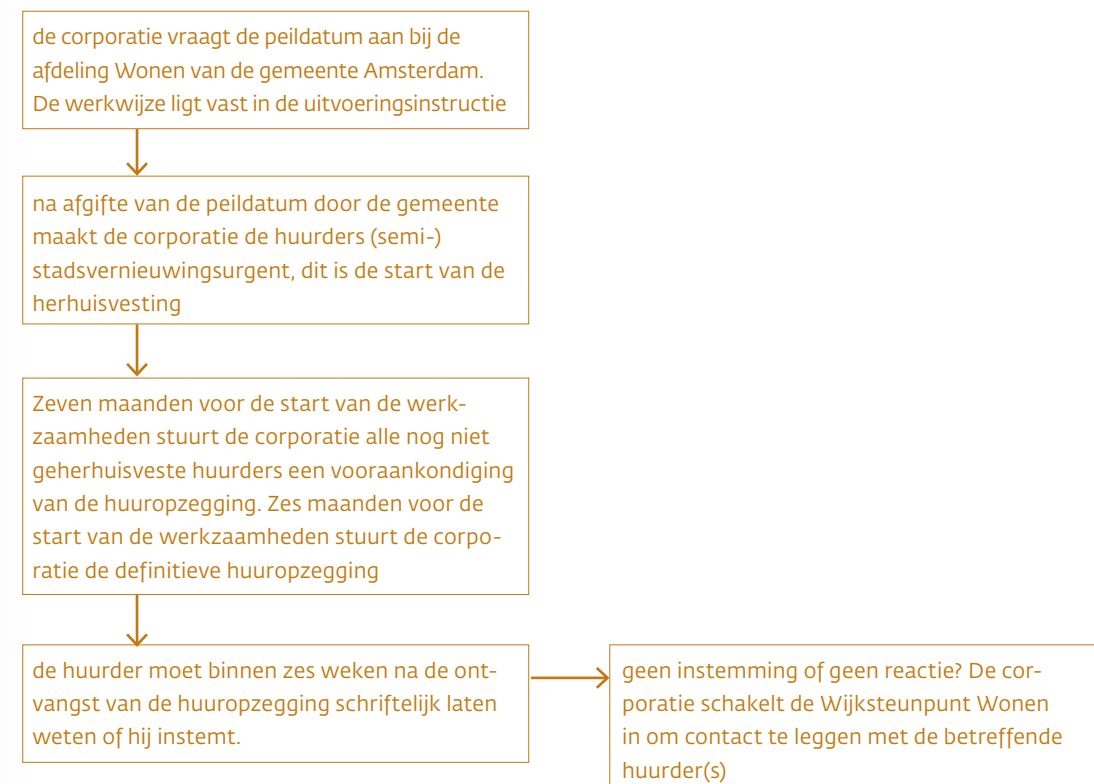 de corporatie vraagt de peildatum aan bij de
afdeling Wonen van de gemeente Amsterdam.
De werkwijze ligt vast in de uitvoeringsinstructie
na afgifte van de peildatum door de gemeente
maakt de corporatie de huurders (semi-)
stadsvernieuwingsurgent, dit is de start van de
herhuisvesting
Zeven maanden voor de start van de werk-
zaamheden stuurt de corporatie alle nog niet
geherhuisveste huurders een vooraankondiging
van de huuropzegging. Zes maanden voor de
start van de werkzaamheden stuurt de corpo-
ratie de definitieve huuropzegging
de huurder moet binnen zes weken na de ont-
vangst van de huuropzegging schriftelijk laten
weten of hij instemt.
geen instemming of geen reactie? De cor-
poratie schakelt de Wijksteunpunt Wonen
in om contact te leggen met de betreffende
huurder(s)